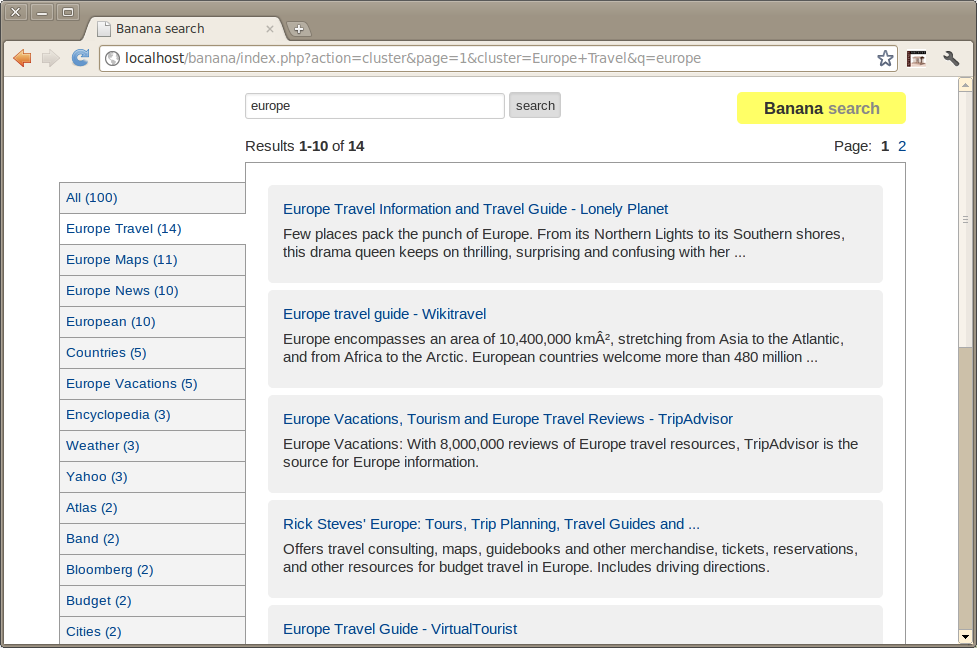 Banana search
localhost/banana/index.php?action=cluster&page=1&cluster=Europe+Travel&q=europe
europe
search
Banana search
Results 1-10 of 14
Page: 1 2
All (100)
Europe Travel (14)
Europe Maps (11)
Europe News (10)
European (10)
Countries (5)
Europe Vacations (5)
Encyclopedia (3)
Weather (3)
Yahoo (3)
Atlas (2)
Band (2)
Bloomberg (2)
Budget (2)
Cities (2)
Europe Travel Information and Travel Guide - Lonely Planet
Few places pack the punch of Europe. From its Northern Lights to its Southern shores,
this drama queen keeps on thrilling, surprising and confusing with her ...
Europe travel guide - Wikitravel
Europe encompasses an area of 10,400,000 kmÂ², stretching from Asia to the Atlantic,
and from Africa to the Arctic. European countries welcome more than 480 million ...
Europe Vacations, Tourism and Europe Travel Reviews - TripAdvisor
Europe Vacations: With 8,000,000 reviews of Europe travel resources, TripAdvisor is the
source for Europe information.
Rick Steves' Europe: Tours, Trip Planning, Travel Guides and ...
Offers travel consulting, maps, guidebooks and other merchandise, tickets, reservations,
and other resources for budget travel in Europe. Includes driving directions.
Europe Travel Guide - VirtualTourist